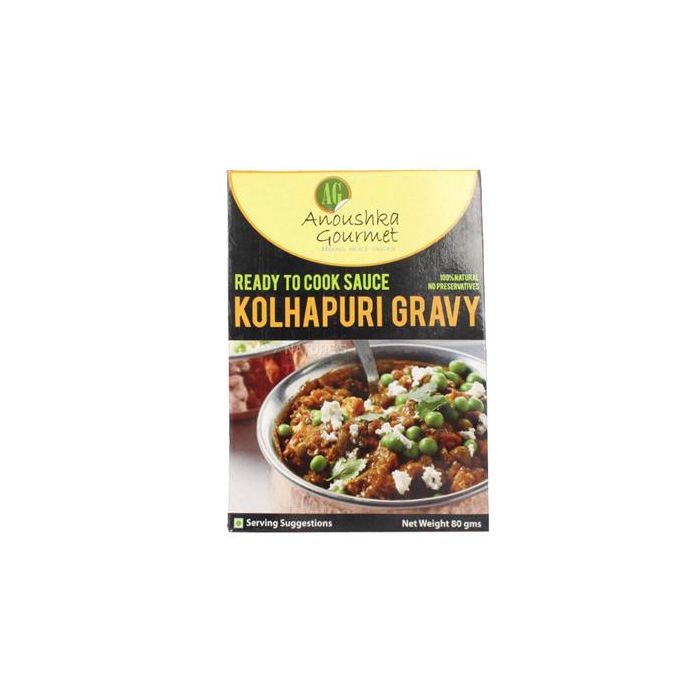 AG
Anoushka
Gourmet
READY TO COOK SAUCE
100% NATURAL
NO PRESERVATIVES
KOLHAPURI GRAVY
Serving Suggestions
Net Weight 80 gms